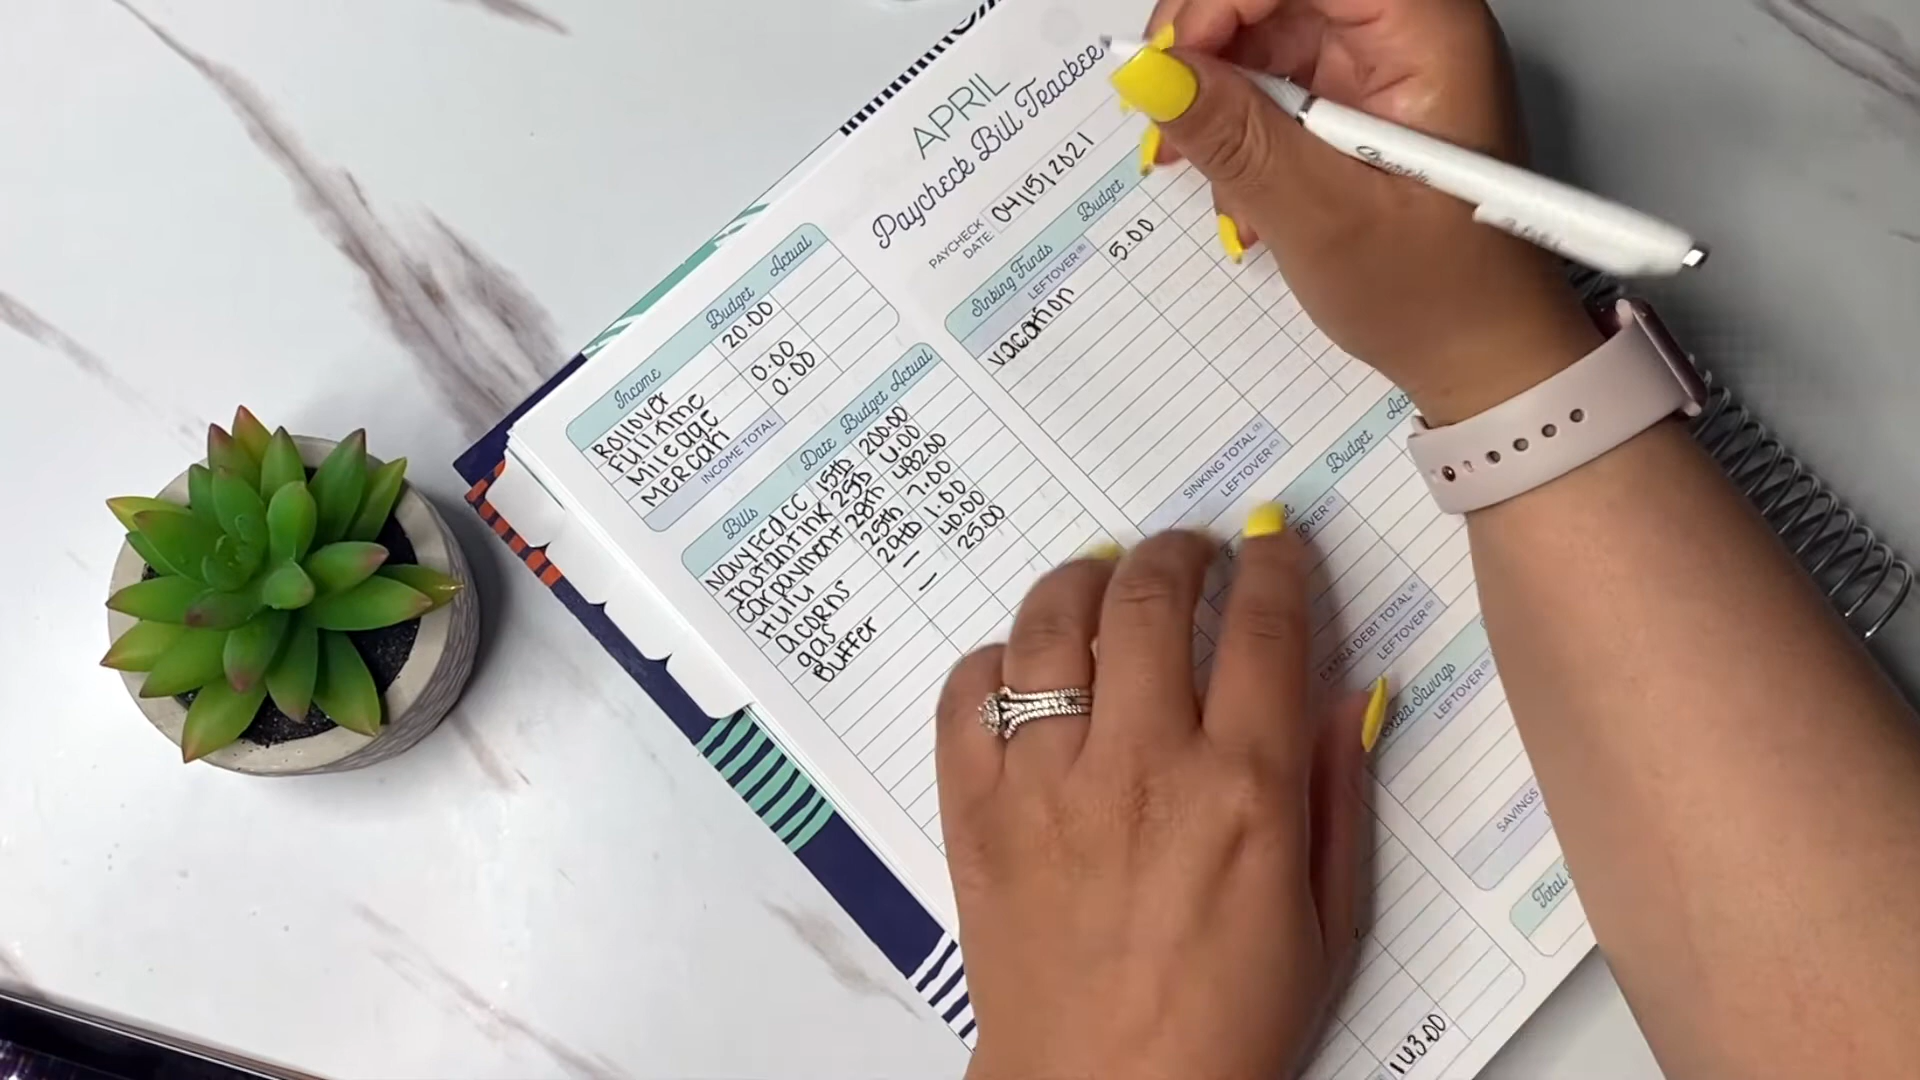 APRIL
Paycheck Bill Tracker
PAYCHECK DATE: 04|15|2021
Income Budget Actual
Rollover 20.00
Full time
Mileage 0.00
Mercari 0.00
INCOME TOTAL
Bills Date Budget Actual
Navy Fed CC 15th 200.00
Instant ink 25th
Car payment 28th 482.00
Hulu 25th 7.00
acorns 20th 1.00
gas — 40.00
Buffer — 25.00
Sinking Funds Budget
LEFTOVER (B)
Vacation 5.00
SINKING TOTAL
LEFTOVER (C)
Budget
EXTRA DEBT TOTAL
LEFTOVER (D)
Extra Savings
LEFTOVER (D)
SAVINGS
Total
163.00
Sharpie